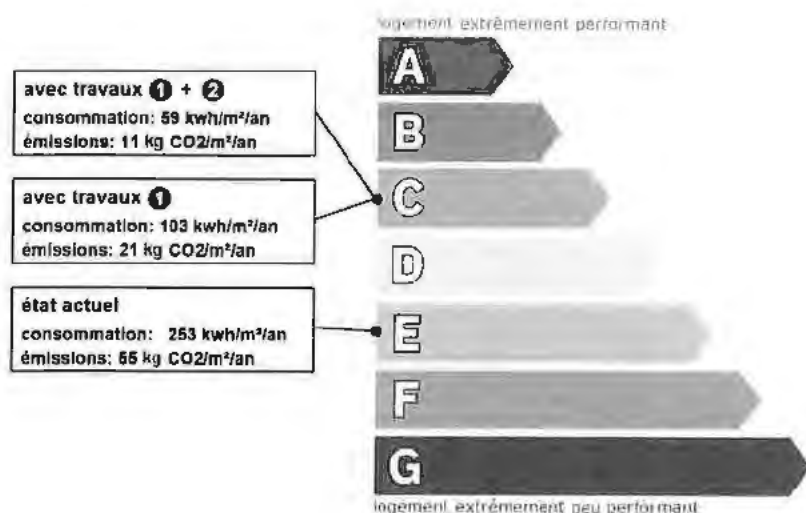 logement extrêmement performant
A
avec travaux ❶ + ❷
consommation: 59 kwh/m²/an
émissions: 11 kg CO2/m²/an
B
avec travaux ❶
consommation: 103 kwh/m²/an
émissions: 21 kg CO2/m²/an
C
D
état actuel
consommation: 253 kwh/m²/an
émissions: 55 kg CO2/m²/an
E
F
G
logement extrêmement peu performant